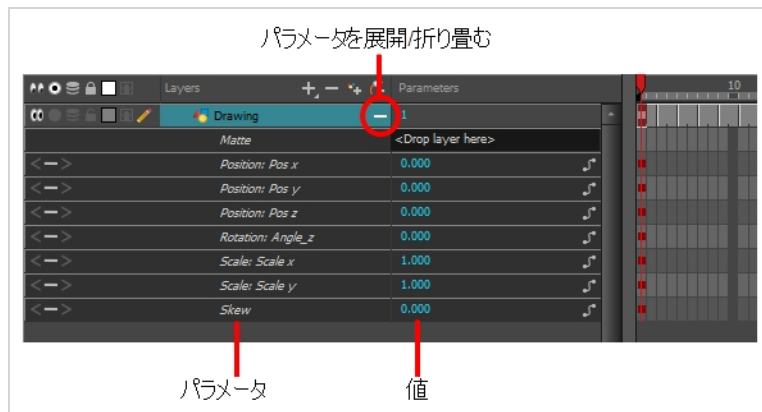 パラメータを展開/折り畳む
Layers Parameters 10
Drawing 1
Matte <Drop layer here>
Position: Pos x 0.000
Position: Pos y 0.000
Position: Pos z 0.000
Rotation: Angle_z 0.000
Scale: Scale x 1.000
Scale: Scale y 1.000
Skew 0.000
パラメータ 値